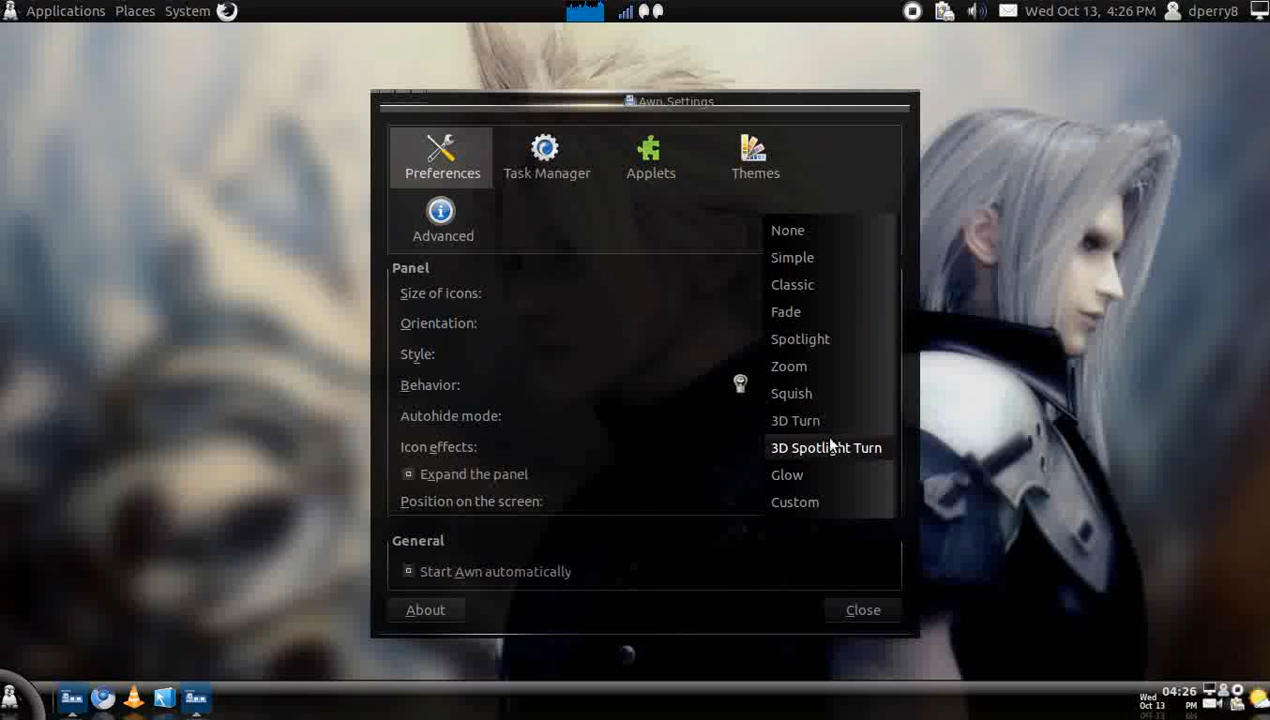 Applications Places System
Wed Oct 13, 4:26 PM dperry8
Awn Settings
Preferences Task Manager Applets Themes
Advanced
Panel
Size of icons:
Orientation:
Style:
Behavior:
Autohide mode:
Icon effects:
Expand the panel
Position on the screen:
None
Simple
Classic
Fade
Spotlight
Zoom
Squish
3D Turn
3D Spotlight Turn
Glow
Custom
General
Start Awn automatically
About Close
Wed
Oct 13
04:26
PM